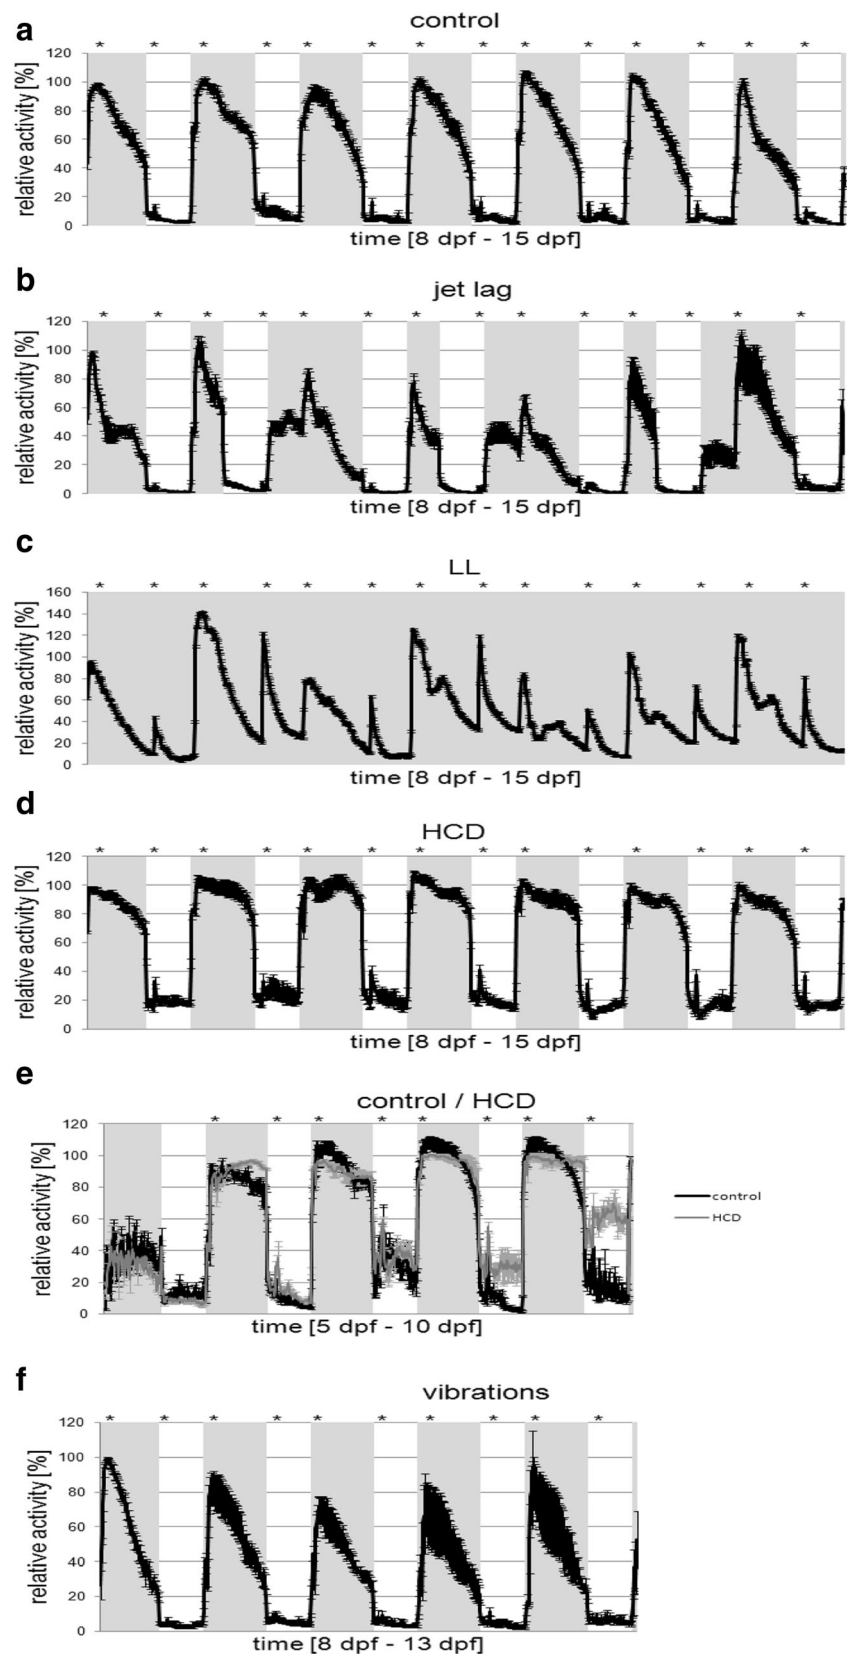 a
control
* * * * * * * * * * * * * *
120
100
80
60
40
20
0
relative activity [%]
time [8 dpf - 15 dpf]
b
jet lag
* * * * * * * * * * * * * *
120
100
80
60
40
20
0
relative activity [%]
time [8 dpf - 15 dpf]
c
LL
* * * * * * * * * * * * * *
160
140
120
100
80
60
40
20
0
relative activity [%]
time [8 dpf - 15 dpf]
d
HCD
* * * * * * * * * * * * * *
120
100
80
60
40
20
0
relative activity [%]
time [8 dpf - 15 dpf]
e
control / HCD
* * * * * * * *
120
100
80
60
40
20
0
relative activity [%]
control
HCD
time [5 dpf - 10 dpf]
f
vibrations
* * * * * * * * * *
120
100
80
60
40
20
0
relative activity [%]
time [8 dpf - 13 dpf]